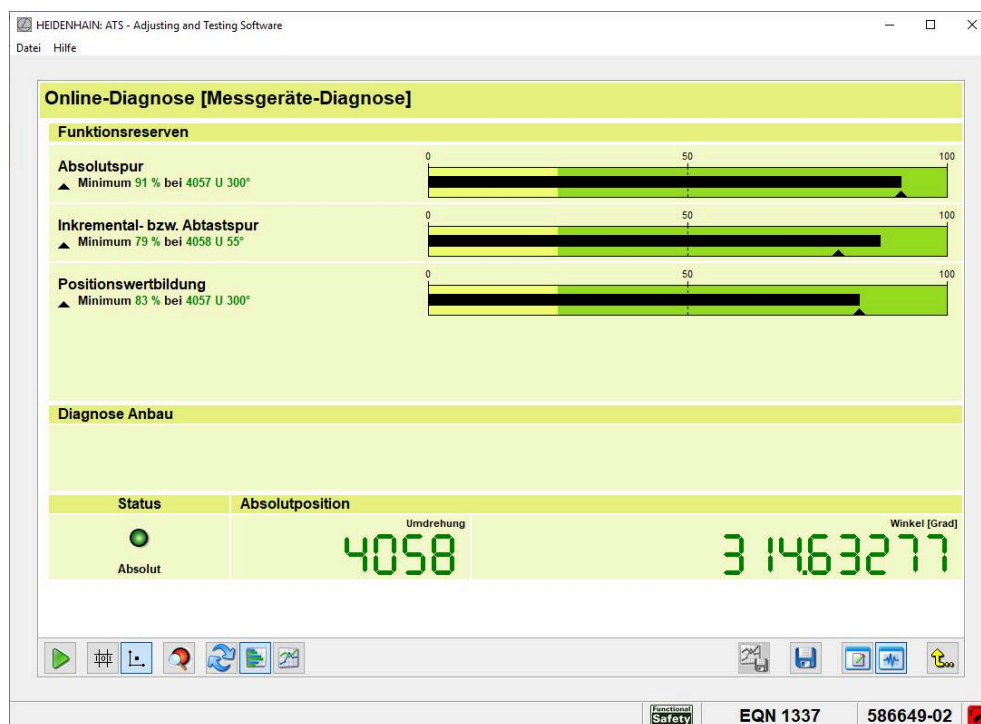 HEIDENHAIN: ATS - Adjusting and Testing Software
Datei Hilfe
Online-Diagnose [Messgeräte-Diagnose]
Funktionsreserven
Absolutspur
Minimum 91 % bei 4057 U 300°
0 50 100
Inkremental- bzw. Abtastspur
Minimum 79 % bei 4058 U 55°
0 50 100
Positionswertbildung
Minimum 83 % bei 4057 U 300°
0 50 100
Diagnose Anbau
Status Absolutposition
Absolut
Umdrehung
4058
Winkel [Grad]
314.63277
Functional
Safety
EQN 1337
586649-02